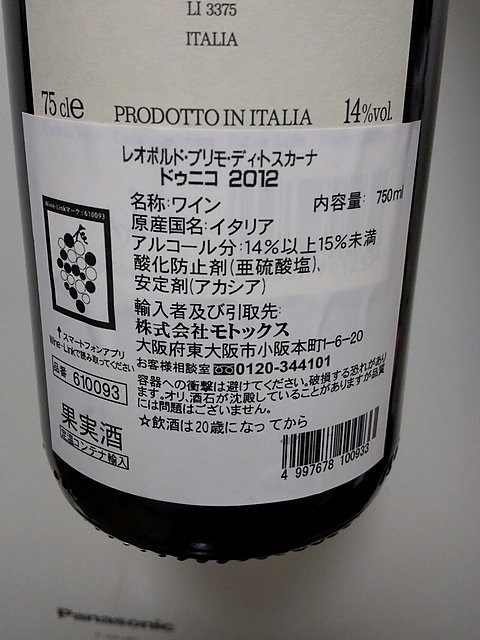 LI 3375
ITALIA
75 cle PRODOTTO IN ITALIA 14%vol.
レオポルド・プリモ・ディ・トスカーナ
ドゥニコ 2012
Wine-Linkマーク:610093
名称:ワイン 内容量: 750ml
原産国名:イタリア
アルコール分:14%以上15%未満
酸化防止剤(亜硫酸塩)、
安定剤(アカシア)
輸入者及び引取先:
株式会社モトックス
大阪府東大阪市小阪本町1-6-20
お客様相談室 0120-344101
↑スマートフォンアプリ
Wine-Linkで読み取ってください
品番 610093
容器への衝撃は避けてください。破損する恐れがあり
ます。オリ、酒石が沈殿していることがありますが品質
には問題はございません。
☆飲酒は20歳になってから
果実酒
定温コンテナ輸入
4 997678 100933
Panasonic